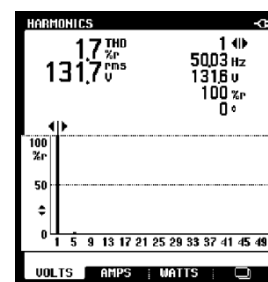 HARMONICS
1.7 THD %r
131.7 rms V
1
50.03 Hz
131.6 V
100 %r
0°
100
%r
50
0
1 5 9 13 17 21 25 29 33 37 41 45 49
VOLTS AMPS WATTS